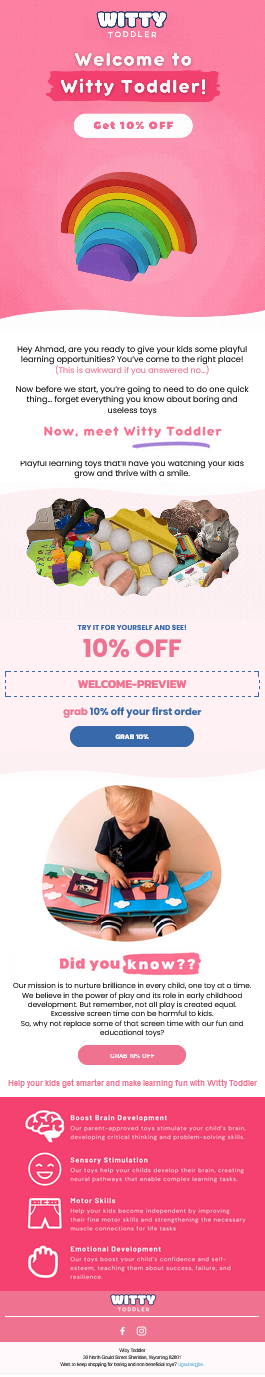 WITTY
TODDLER
Welcome to
Witty Toddler!
Get 10% OFF
Hey Ahmad, are you ready to give your kids some playful
learning opportunities? You've come to the right place!
(This is awkward if you answered no...)
Now before we start, you're going to need to do one quick
thing... forget everything you know about boring and
useless toys
Now, meet Witty Toddler
Playful learning toys that'll have you watching your kids
grow and thrive with a smile.
TRY IT FOR YOURSELF AND SEE!
10% OFF
WELCOME-PREVIEW
grab 10% off your first order
GRAB 10%
Did you know??
Our mission is to nurture brilliance in every child, one toy at a time.
We believe in the power of play and its role in early childhood
development. But remember, not all play is created equal.
Excessive screen time can be harmful to kids.
So, why not replace some of that screen time with our fun and
educational toys?
GRAB 10% OFF
Help your kids get smarter and make learning fun with Witty Toddler
Boost Brain Development
Our parent-approved toys stimulate your child's brain,
developing critical thinking and problem-solving skills.
Sensory Stimulation
Our toys help your childs develop their brain, creating
neural pathways that enable complex learning tasks.
Motor Skills
Help your kids become independent by improving
their fine motor skills and strengthening the necessary
muscle connections for life tasks
Emotional Development
Our toys boost your child's confidence and self-
esteem, teaching them about success, failure, and
resilience.
WITTY
TODDLER
Witty Toddler
30 North Gould Street Sheridan, Wyoming, 82801
Want to keep shopping for boring and non beneficial toys?